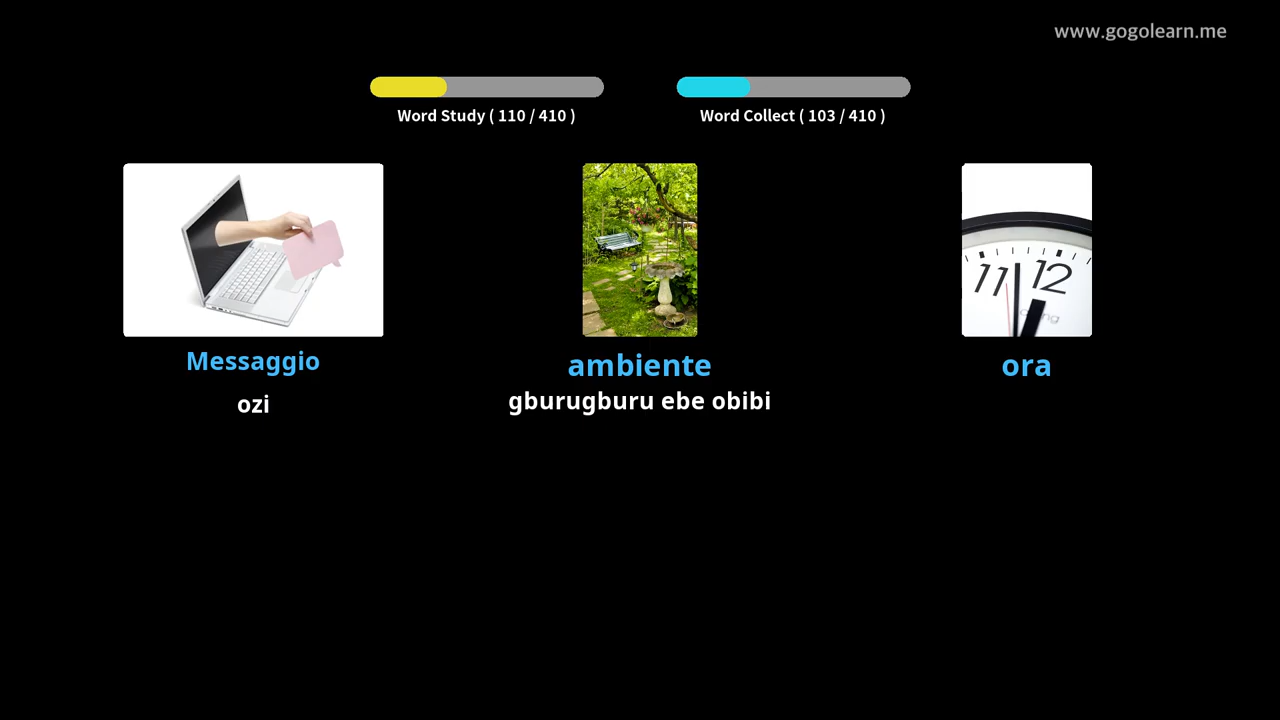 www.gogolearn.me
Word Study ( 110 / 410 )
Word Collect ( 103 / 410 )
11 12
Messaggio
ozi
ambiente
gburugburu ebe obibi
ora